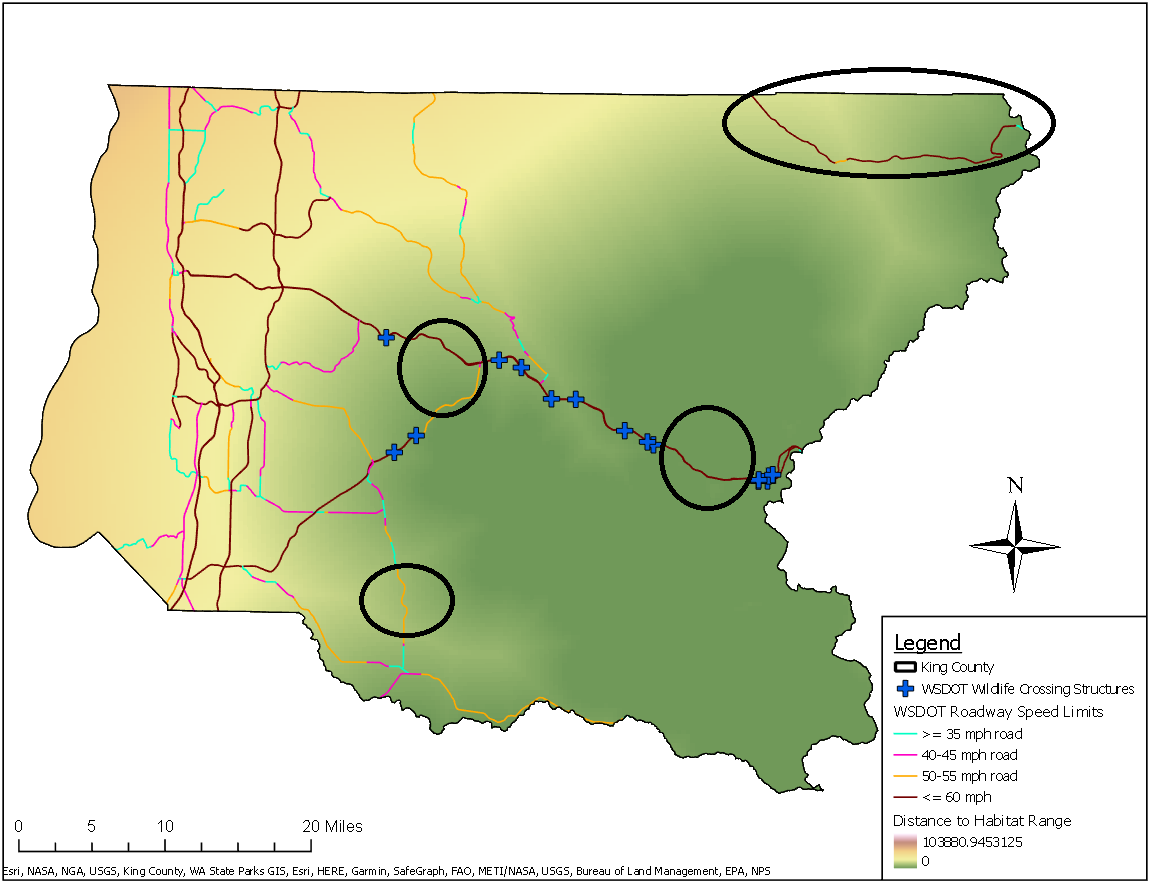 N
Legend
King County
WSDOT Wildlife Crossing Structures
WSDOT Roadway Speed Limits
>= 35 mph road
40-45 mph road
50-55 mph road
<= 60 mph
Distance to Habitat Range
103880.9453125
0
0 5 10 20 Miles
Esri, NASA, NGA, USGS, King County, WA State Parks GIS, Esri, HERE, Garmin, SafeGraph, FAO, METI/NASA, USGS, Bureau of Land Management, EPA, NPS